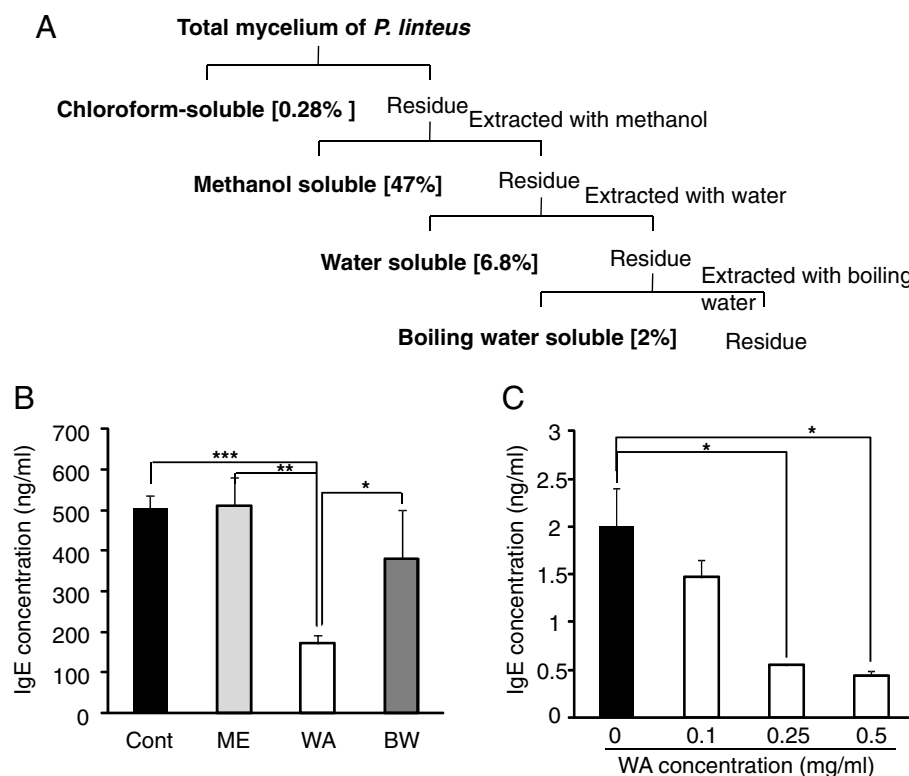 A
Total mycelium of P. linteus
Chloroform-soluble [0.28% ]
Residue
Extracted with methanol
Methanol soluble [47%]
Residue
Extracted with water
Water soluble [6.8%]
Residue
Extracted with boiling
water
Boiling water soluble [2%]
Residue
B
IgE concentration (ng/ml)
700
600
500
400
300
200
100
0
***
**
*
Cont ME WA BW
C
IgE concentration (ng/ml)
3
2.5
2
1.5
1
0.5
0
*
*
0 0.1 0.25 0.5
WA concentration (mg/ml)